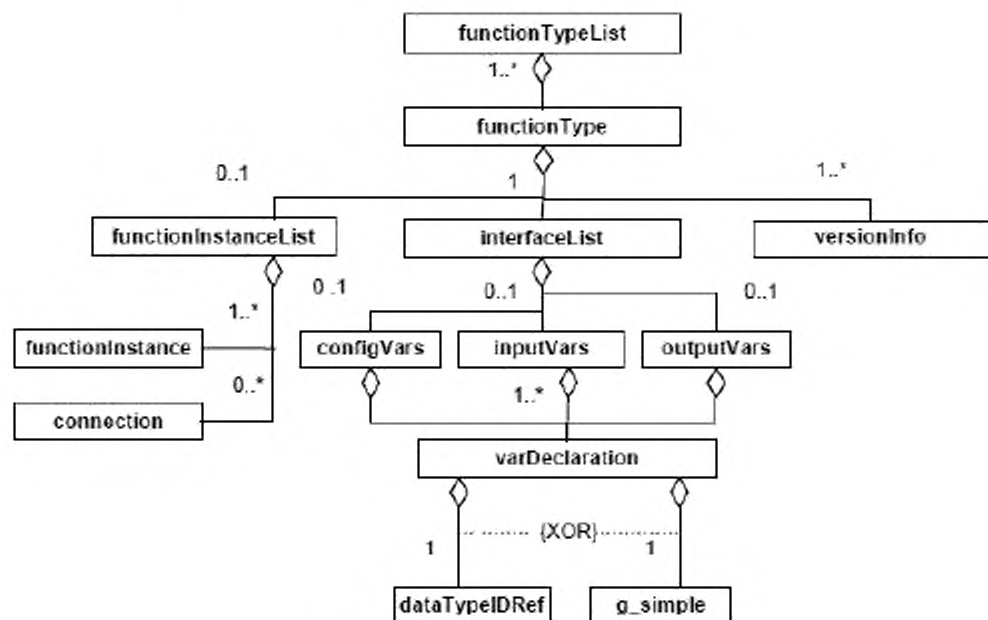 functionTypeList
1..*
functionType
0..1
1
1..*
functionInstanceList
interfaceList
versionInfo
0..1
0..1
0..1
1..*
functionInstance
configVars
inputVars
outputVars
0..*
1..*
connection
varDeclaration
{XOR}
1
1
dataTypeIDRef
g_simple